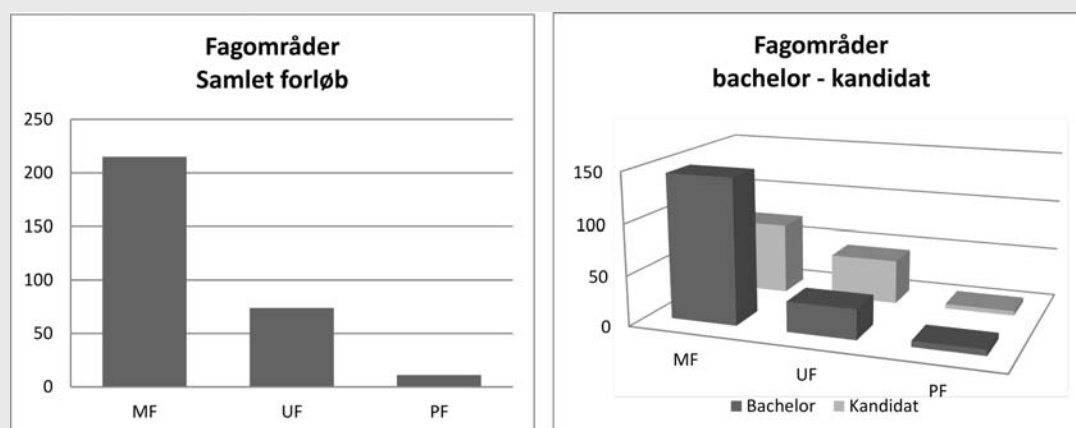 Fagområder
Samlet forløb
250
200
150
100
50
0
MF UF PF
Fagområder
bachelor - kandidat
150
100
50
0
MF
UF
PF
Bachelor Kandidat